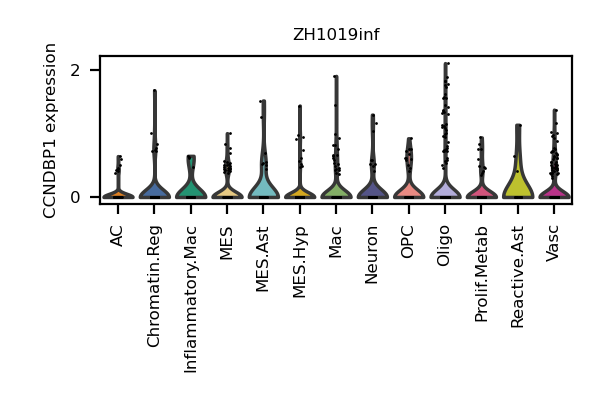 ZH1019inf
CCNDBP1 expression
2
0
AC
Chromatin.Reg
Inflammatory.Mac
MES
MES.Ast
MES.Hyp
Mac
Neuron
OPC
Oligo
Prolif.Metab
Reactive.Ast
Vasc